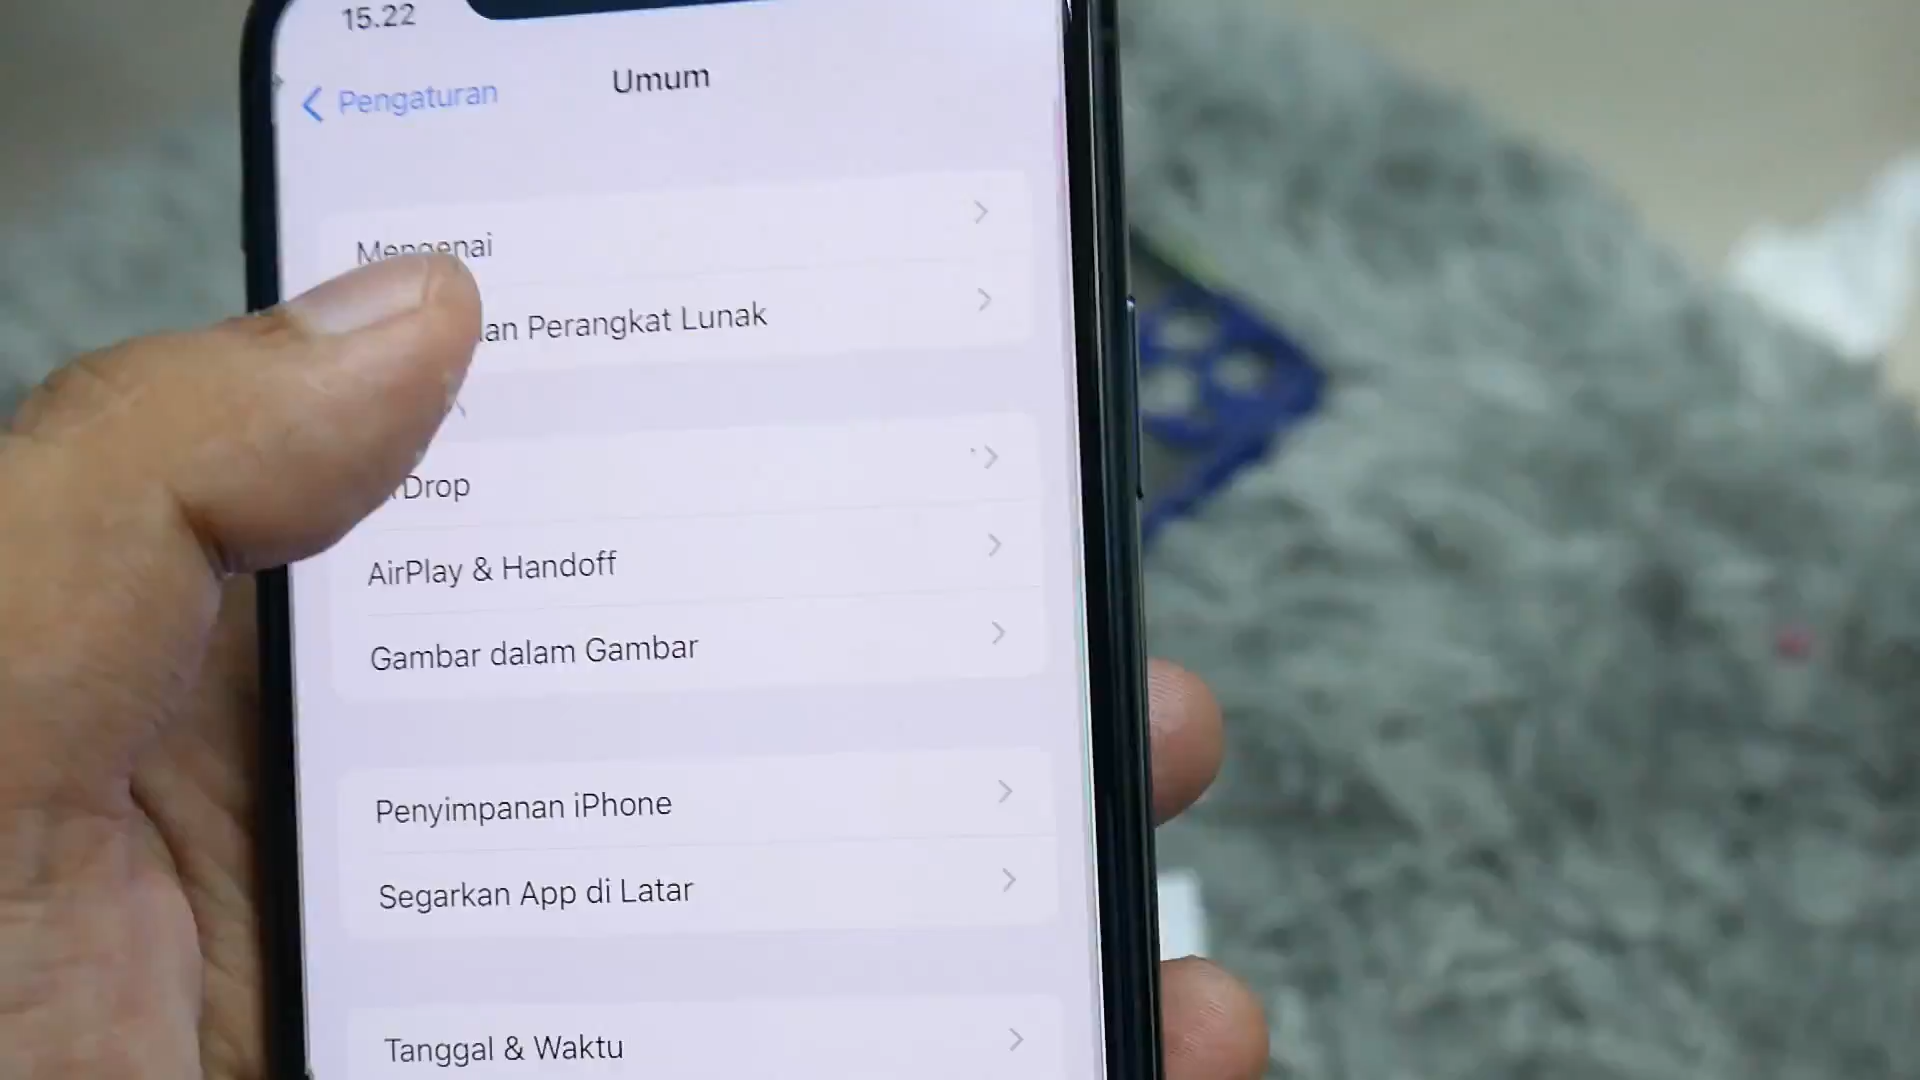 15.22
Pengaturan
Umum
Mengenai
Perangkat Lunak
AirPlay & Handoff
Gambar dalam Gambar
Penyimpanan iPhone
Segarkan App di Latar
Tanggal & Waktu